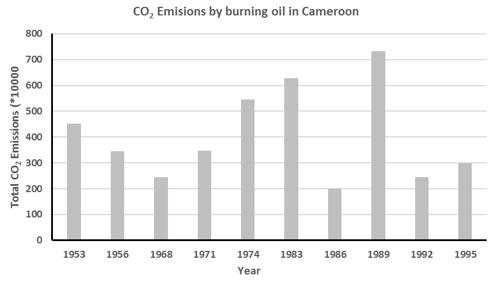 CO₂ Emisions by burning oil in Cameroon
Total CO₂ Emissions (*10000
800
700
600
500
400
300
200
100
0
1953 1956 1968 1971 1974 1983 1986 1989 1992 1995
Year